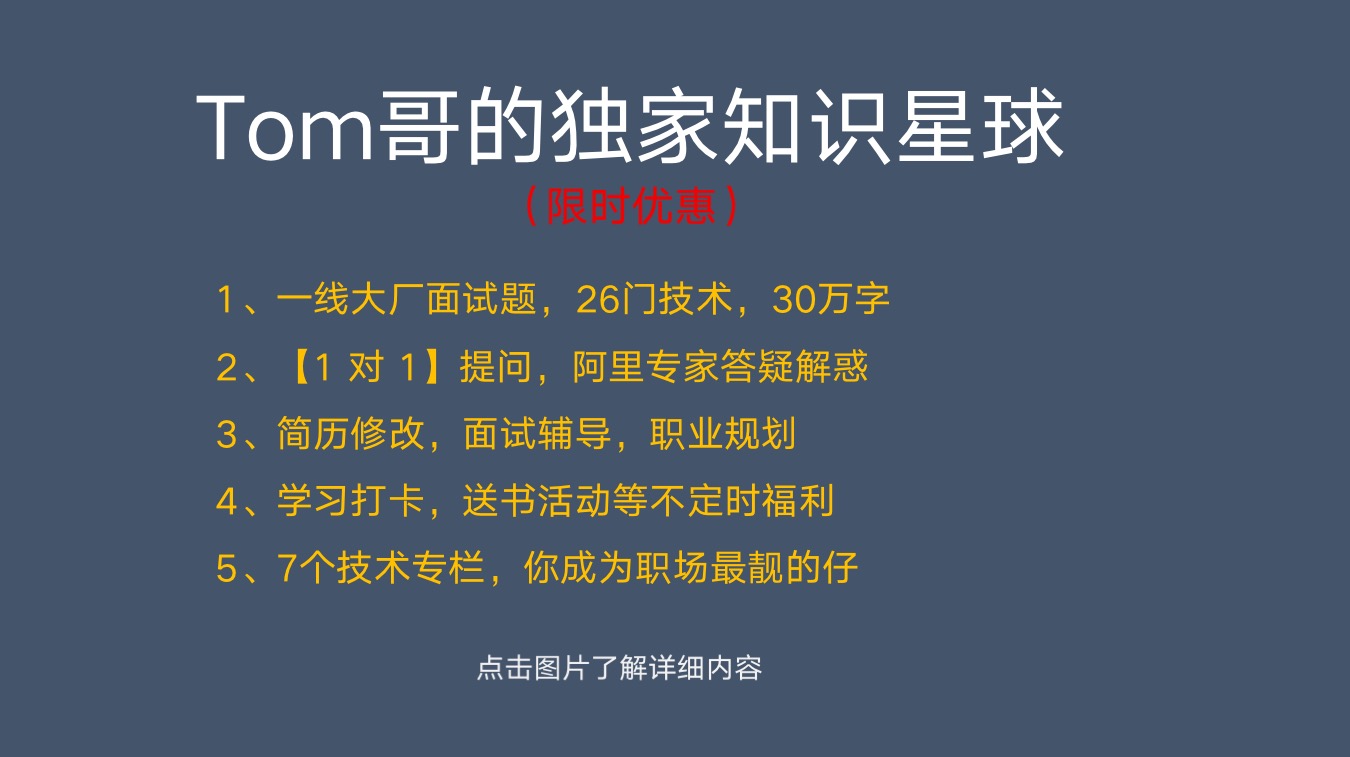 Tom哥的独家知识星球
（限时优惠）
1、一线大厂面试题，26门技术，30万字
2、【1 对 1】提问，阿里专家答疑解惑
3、简历修改，面试辅导，职业规划
4、学习打卡，送书活动等不定时福利
5、7个技术专栏，你成为职场最靓的仔
点击图片了解详细内容